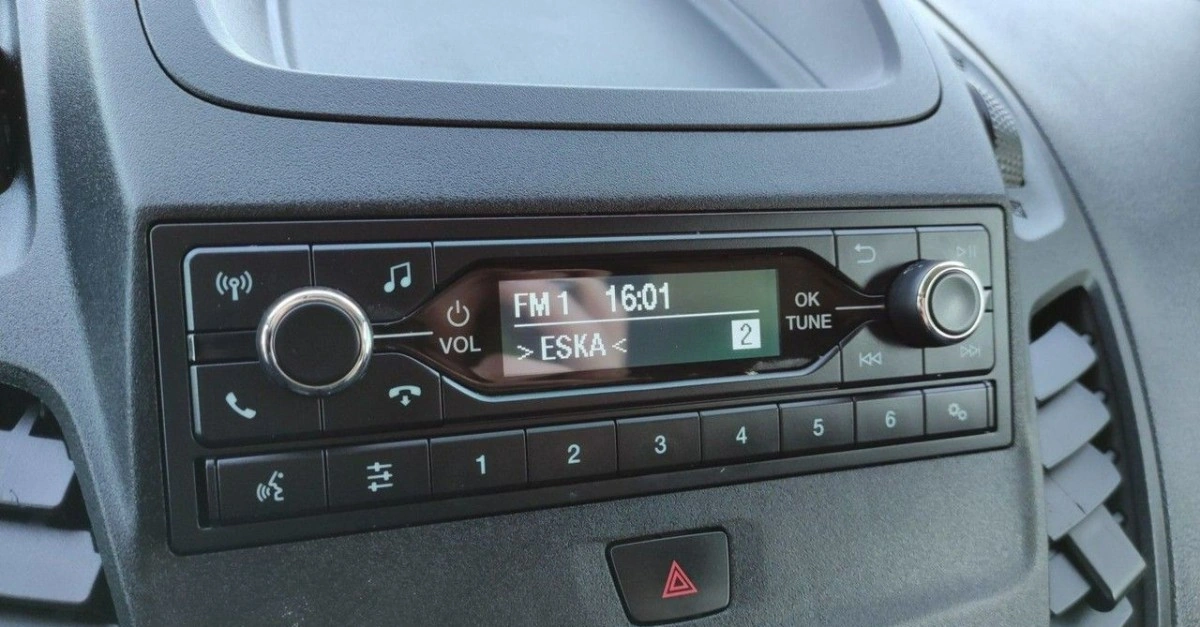 FM 1 16:01
> ESKA < 2
VOL
OK
TUNE
1 2 3 4 5 6